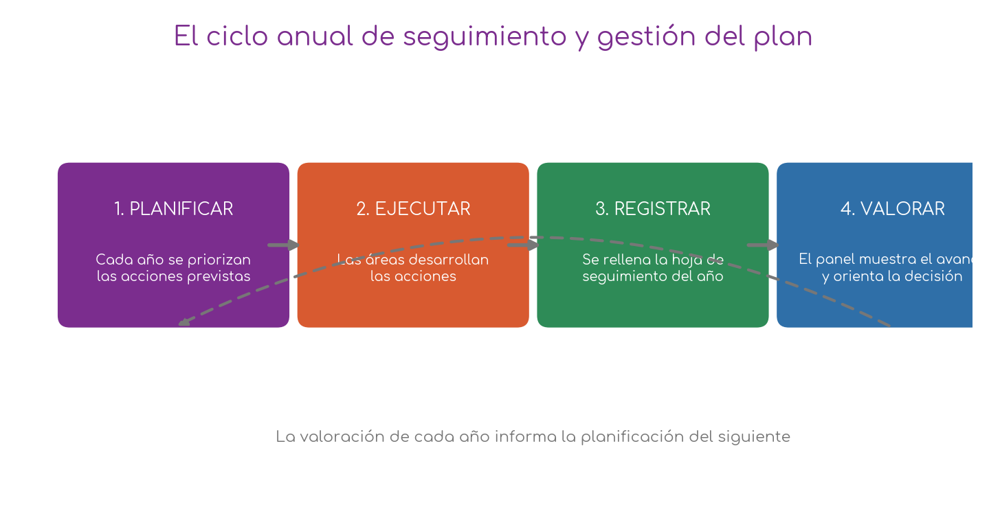 El ciclo anual de seguimiento y gestión del plan
1. PLANIFICAR
Cada año se priorizan
las acciones previstas
2. EJECUTAR
Las áreas desarrollan
las acciones
3. REGISTRAR
Se rellena la hoja de
seguimiento del año
4. VALORAR
El panel muestra el avanc
y orienta la decisión
La valoración de cada año informa la planificación del siguiente